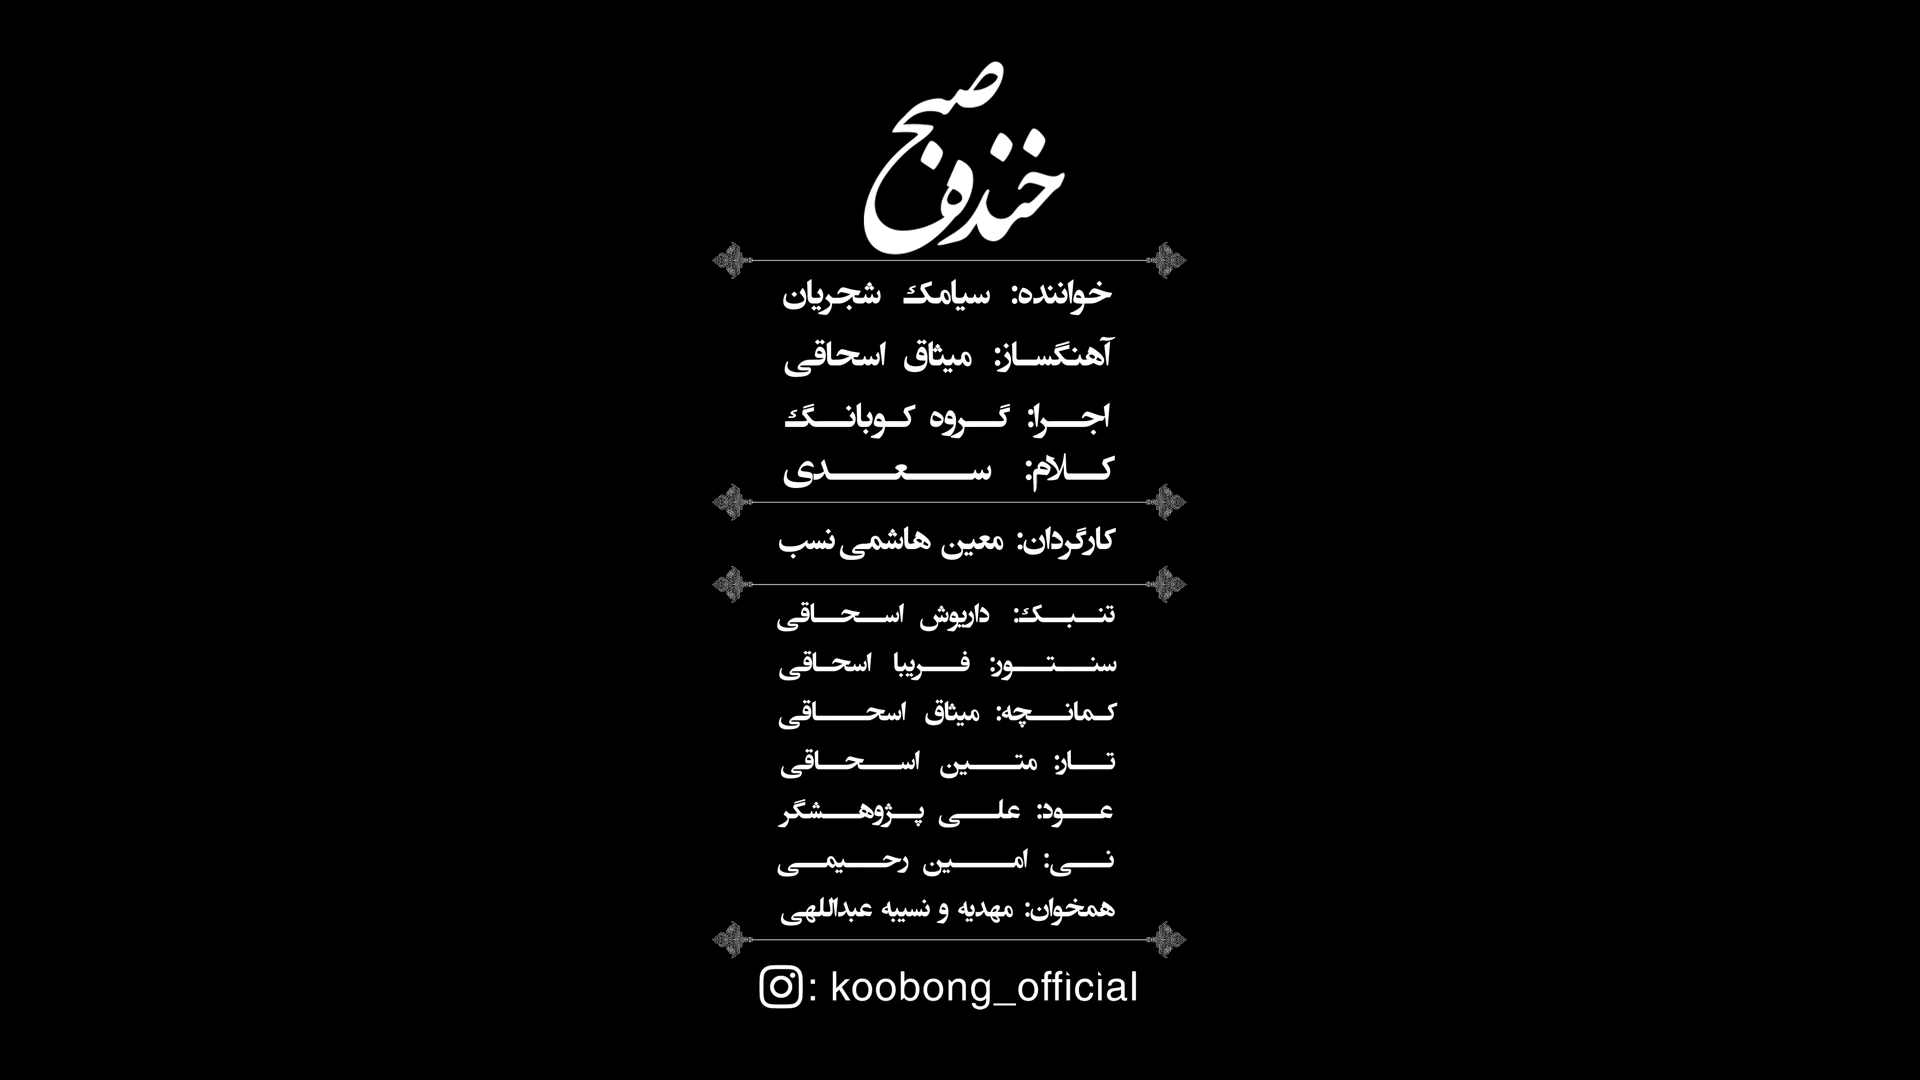 خنده صبح
خواننده: سیامک شجریان
آهنگساز: میثاق اسحاقی
اجرا: گروه کوبانگ
کلام: سعدی
کارگردان: معین هاشمی نسب
تنبک: داریوش اسحاقی
سنتور: فریبا اسحاقی
کمانچه: میثاق اسحاقی
تار: متین اسحاقی
عود: علی پژوهشگر
نی: امین رحیمی
همخوان: مهدیه و نسیبه عبداللهی
: koobong_official